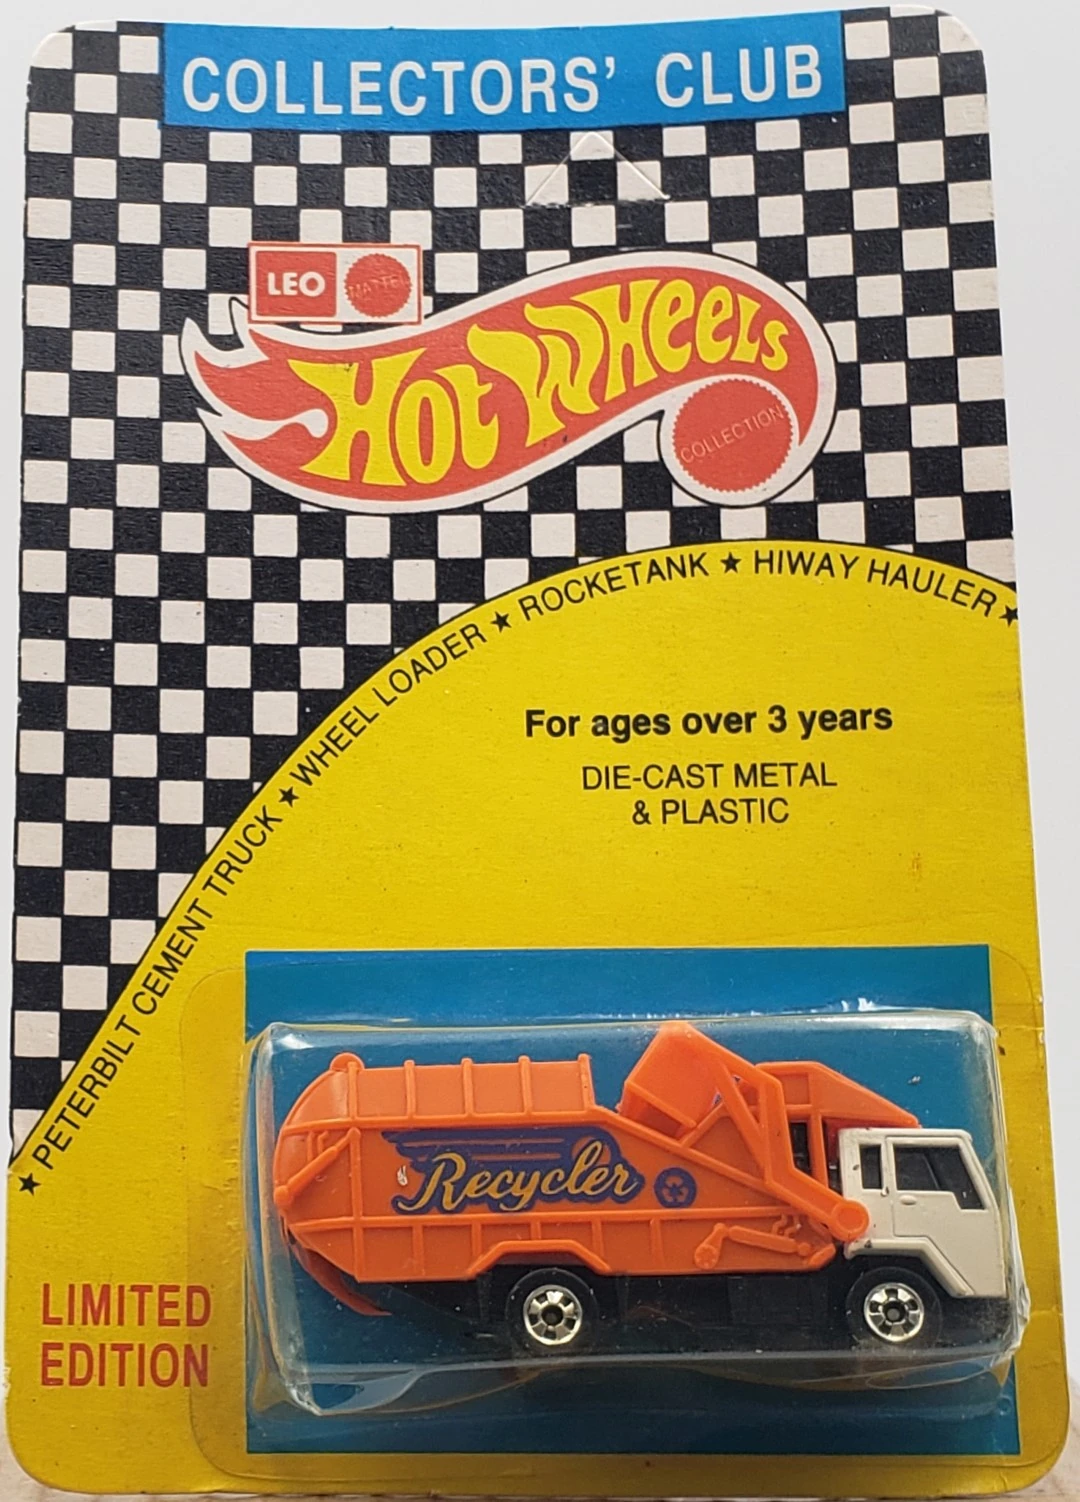 COLLECTORS' CLUB
LEO MATTEL
HOT WHEELS
COLLECTION
★ PETERBILT CEMENT TRUCK ★ WHEEL LOADER ★ ROCKETANK ★ HIWAY HAULER ★
For ages over 3 years
DIE-CAST METAL
& PLASTIC
Recycler
LIMITED
EDITION